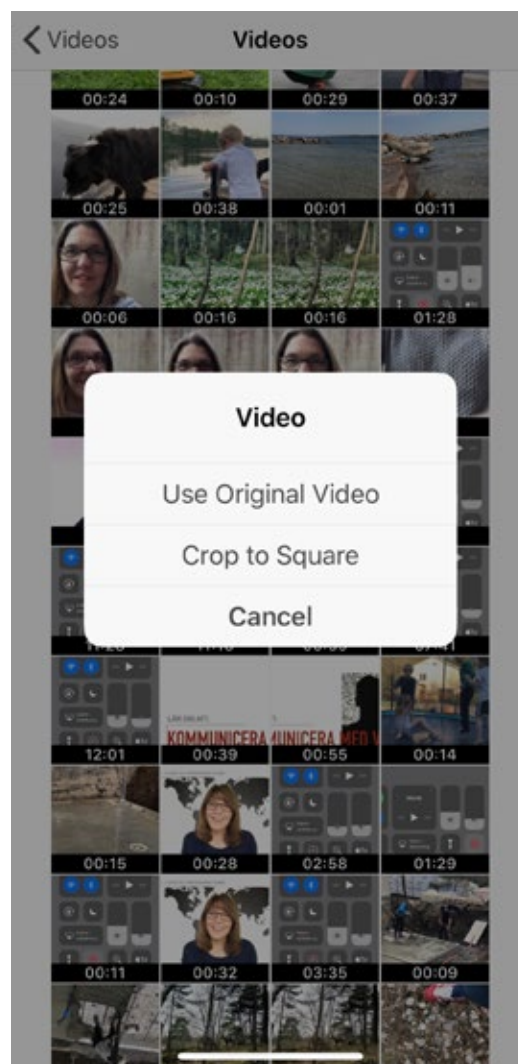 Videos
Videos
00:24 00:10 00:29 00:37
00:25 00:38 00:01 00:11
00:06 00:16 00:16 01:28
Video
Use Original Video
Crop to Square
Cancel
KOMMUNICERA MUNICERA MED V
12:01 00:39 00:55 00:14
00:15 00:28 02:58 01:29
00:11 00:32 03:35 00:09